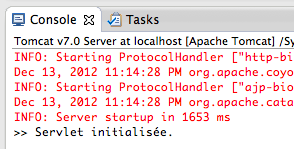 Console Tasks
Tomcat v7.0 Server at localhost [Apache Tomcat] /Sy
INFO: Starting ProtocolHandler ["http-bi
Dec 13, 2012 11:14:28 PM org.apache.coyo
INFO: Starting ProtocolHandler ["ajp-bio
Dec 13, 2012 11:14:28 PM org.apache.cata
INFO: Server startup in 1653 ms
>> Servlet initialisée.